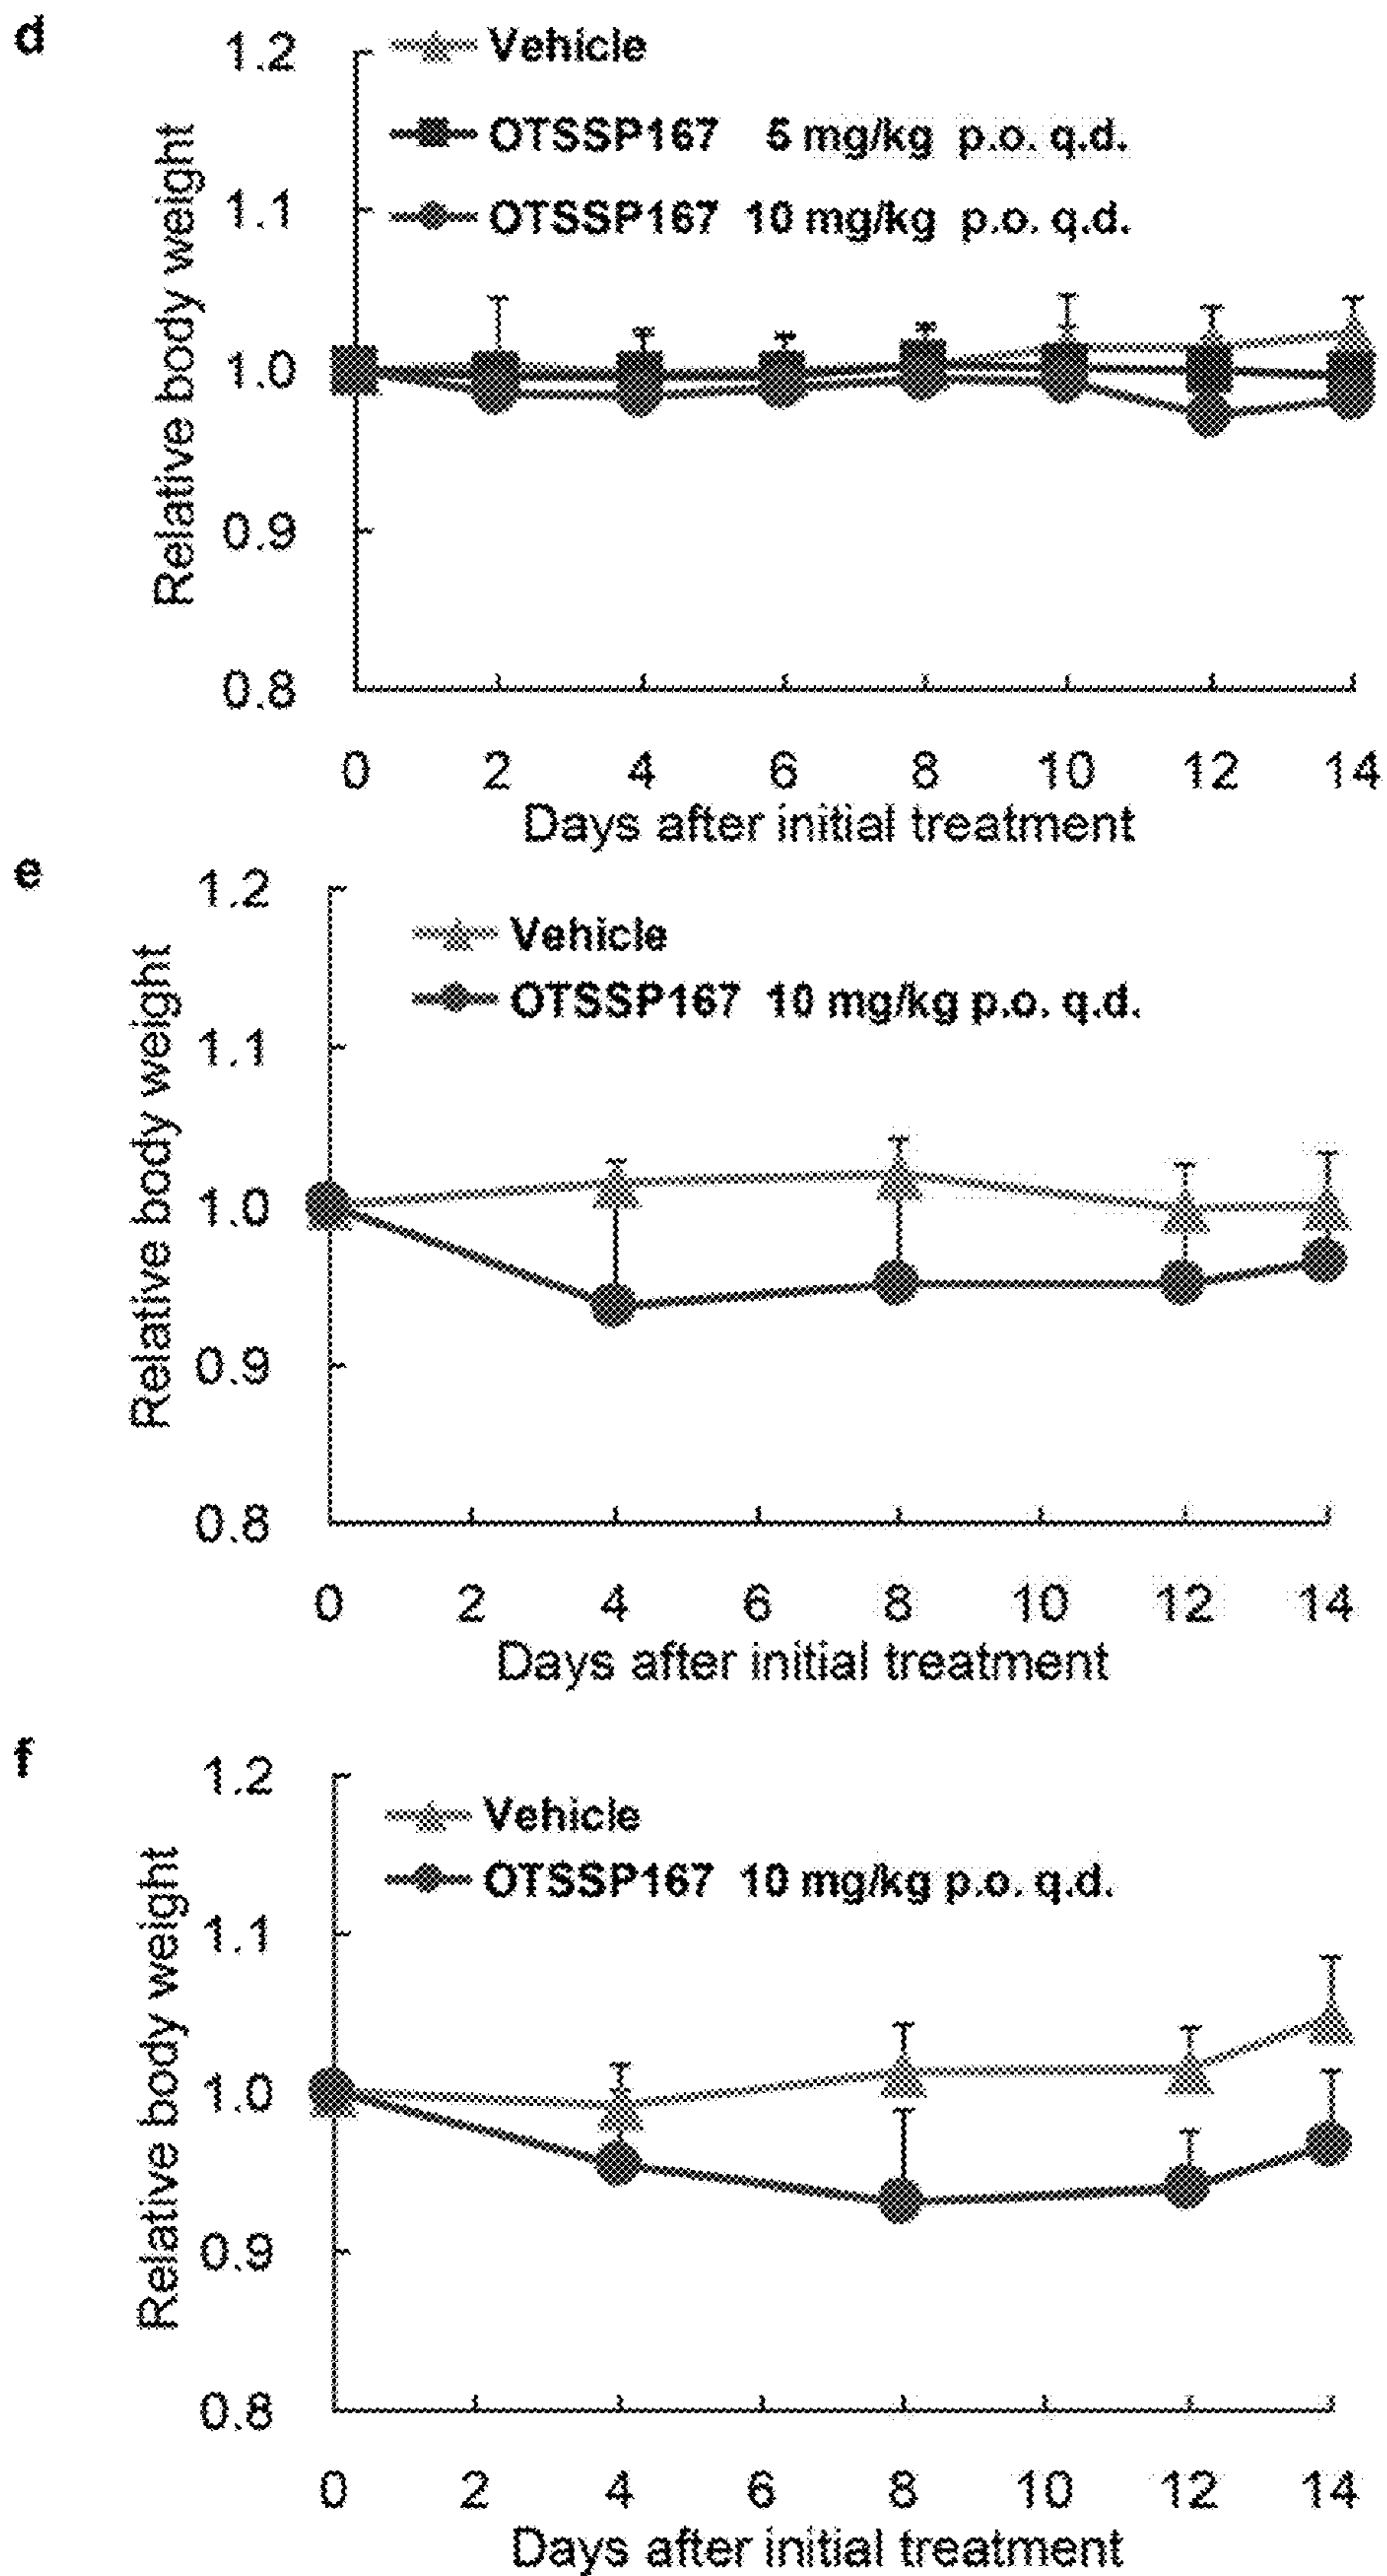 d
1.2
1.1
1.0
0.9
0.8
Relative body weight
Vehicle
OTSSP167 5 mg/kg p.o. q.d.
OTSSP167 10 mg/kg p.o. q.d.
0 2 4 6 8 10 12 14
Days after initial treatment
e
1.2
1.1
1.0
0.9
0.8
Relative body weight
Vehicle
OTSSP167 10 mg/kg p.o. q.d.
0 2 4 6 8 10 12 14
Days after initial treatment
f
1.2
1.1
1.0
0.9
0.8
Relative body weight
Vehicle
OTSSP167 10 mg/kg p.o. q.d.
0 2 4 6 8 10 12 14
Days after initial treatment